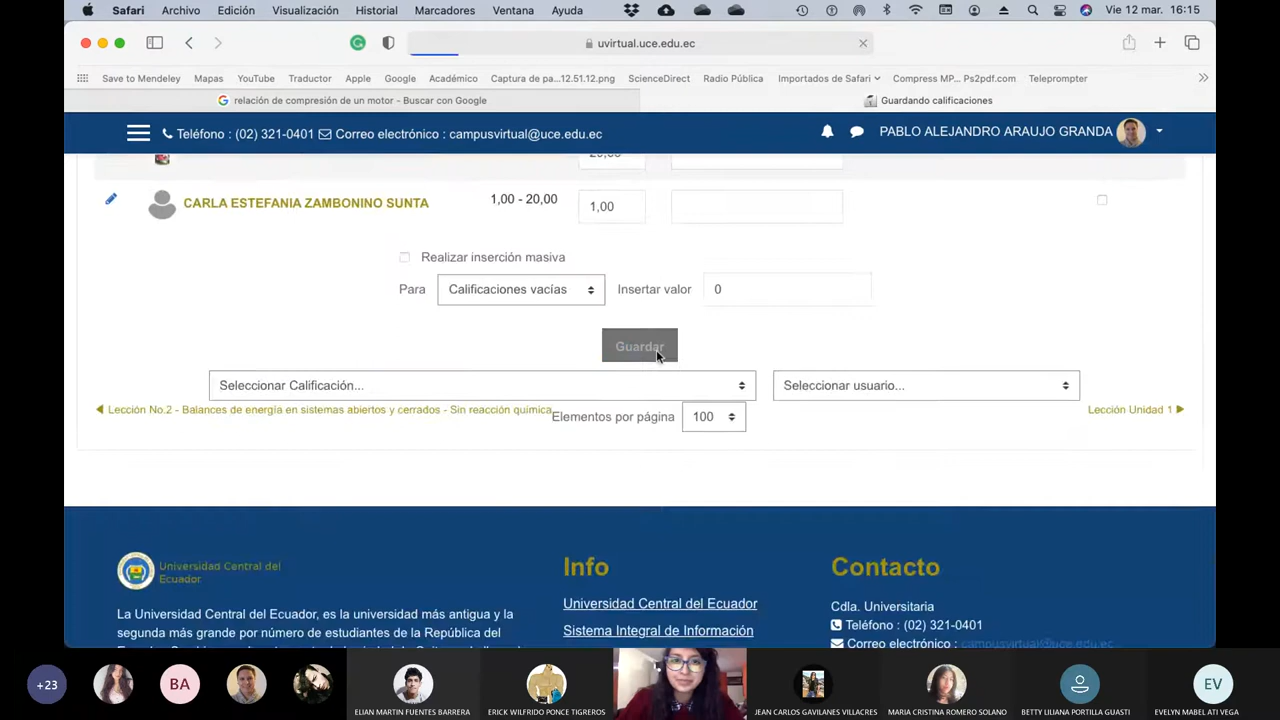 Safari Archivo Edición Visualización Historial Marcadores Ventana Ayuda Vie 12 mar. 16:15
uvirtual.uce.edu.ec
Save to Mendeley Mapas YouTube Traductor Apple Google Académico Captura de pa...12.51.12.png ScienceDirect Radio Pública Importados de Safari Compress MP... Ps2pdf.com Teleprompter
relación de compresión de un motor - Buscar con Google Guardando calificaciones
Teléfono : (02) 321-0401 Correo electrónico : campusvirtual@uce.edu.ec PABLO ALEJANDRO ARAUJO GRANDA
20,00
CARLA ESTEFANIA ZAMBONINO SUNTA 1,00 - 20,00 1,00
Realizar inserción masiva
Para Calificaciones vacías Insertar valor 0
Guardar
Seleccionar Calificación... Seleccionar usuario...
Lección No.2 - Balances de energía en sistemas abiertos y cerrados - Sin reacción química Elementos por página 100 Lección Unidad 1
Universidad Central del
Ecuador
Info Contacto
Universidad Central del Ecuador Cdla. Universitaria
La Universidad Central del Ecuador, es la universidad más antigua y la Teléfono : (02) 321-0401
segunda más grande por número de estudiantes de la República del Sistema Integral de Información
Correo electrónico : campusvirtual@uce.edu.ec
+23 BA EV
ELIAN MARTIN FUENTES BARRERA ERICK WILFRIDO PONCE TIGREROS JEAN CARLOS GAVILANES VILLACRES MARIA CRISTINA ROMERO SOLANO BETTY LILIANA PORTILLA GUASTI EVELYN MABEL ATI VEGA